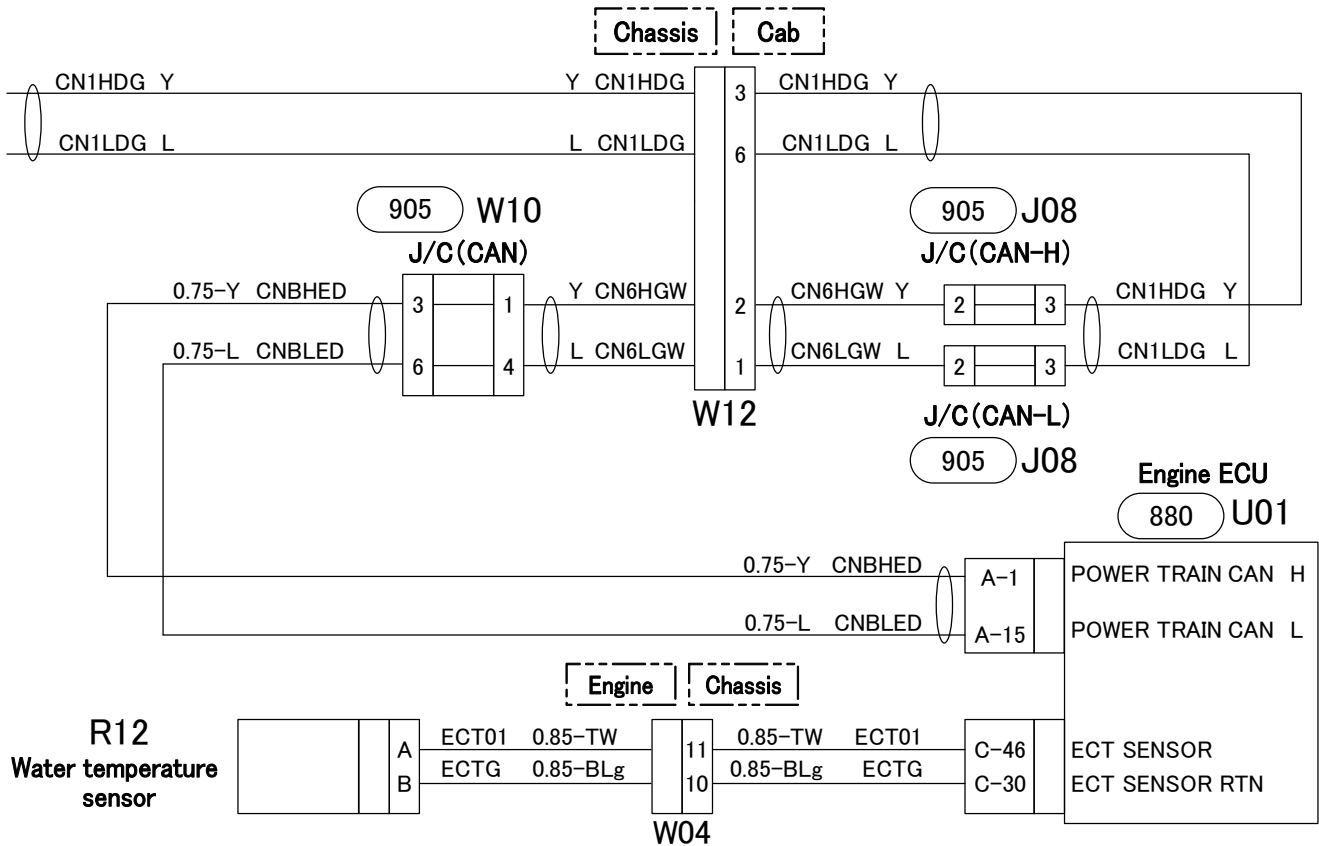 Chassis Cab
CN1HDG Y Y CN1HDG 3 CN1HDG Y
CN1LDG L L CN1LDG 6 CN1LDG L
905 W10 905 J08
J/C(CAN) J/C(CAN-H)
0.75-Y CNBHED 3 1 Y CN6HGW 2 CN6HGW Y 2 3 CN1HDG Y
0.75-L CNBLED 6 4 L CN6LGW 1 CN6LGW L 2 3 CN1LDG L
W12 J/C(CAN-L)
905 J08
Engine ECU
880 U01
0.75-Y CNBHED A-1 POWER TRAIN CAN H
0.75-L CNBLED A-15 POWER TRAIN CAN L
Engine Chassis
R12
Water temperature
sensor
A ECT01 0.85-TW 11 0.85-TW ECT01 C-46 ECT SENSOR
B ECTG 0.85-BLg 10 0.85-BLg ECTG C-30 ECT SENSOR RTN
W04